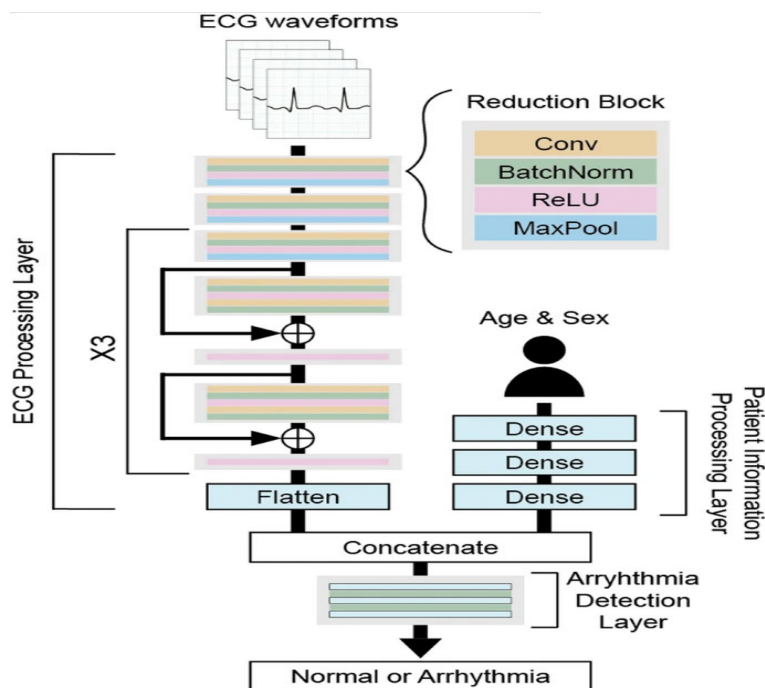 ECG waveforms
Reduction Block
Conv
BatchNorm
ReLU
MaxPool
ECG Processing Layer
X3
Age & Sex
Dense
Dense
Dense
Patient Information
Processing Layer
Flatten
Concatenate
Arryhthmia
Detection
Layer
Normal or Arrhythmia